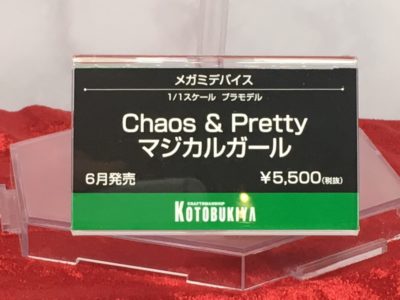 メガミデバイス
1/1スケール プラモデル
Chaos & Pretty
マジカルガール
6月発売 ¥5,500(税抜)
CRAFTSMANSHIP
KOTOBUKIYA